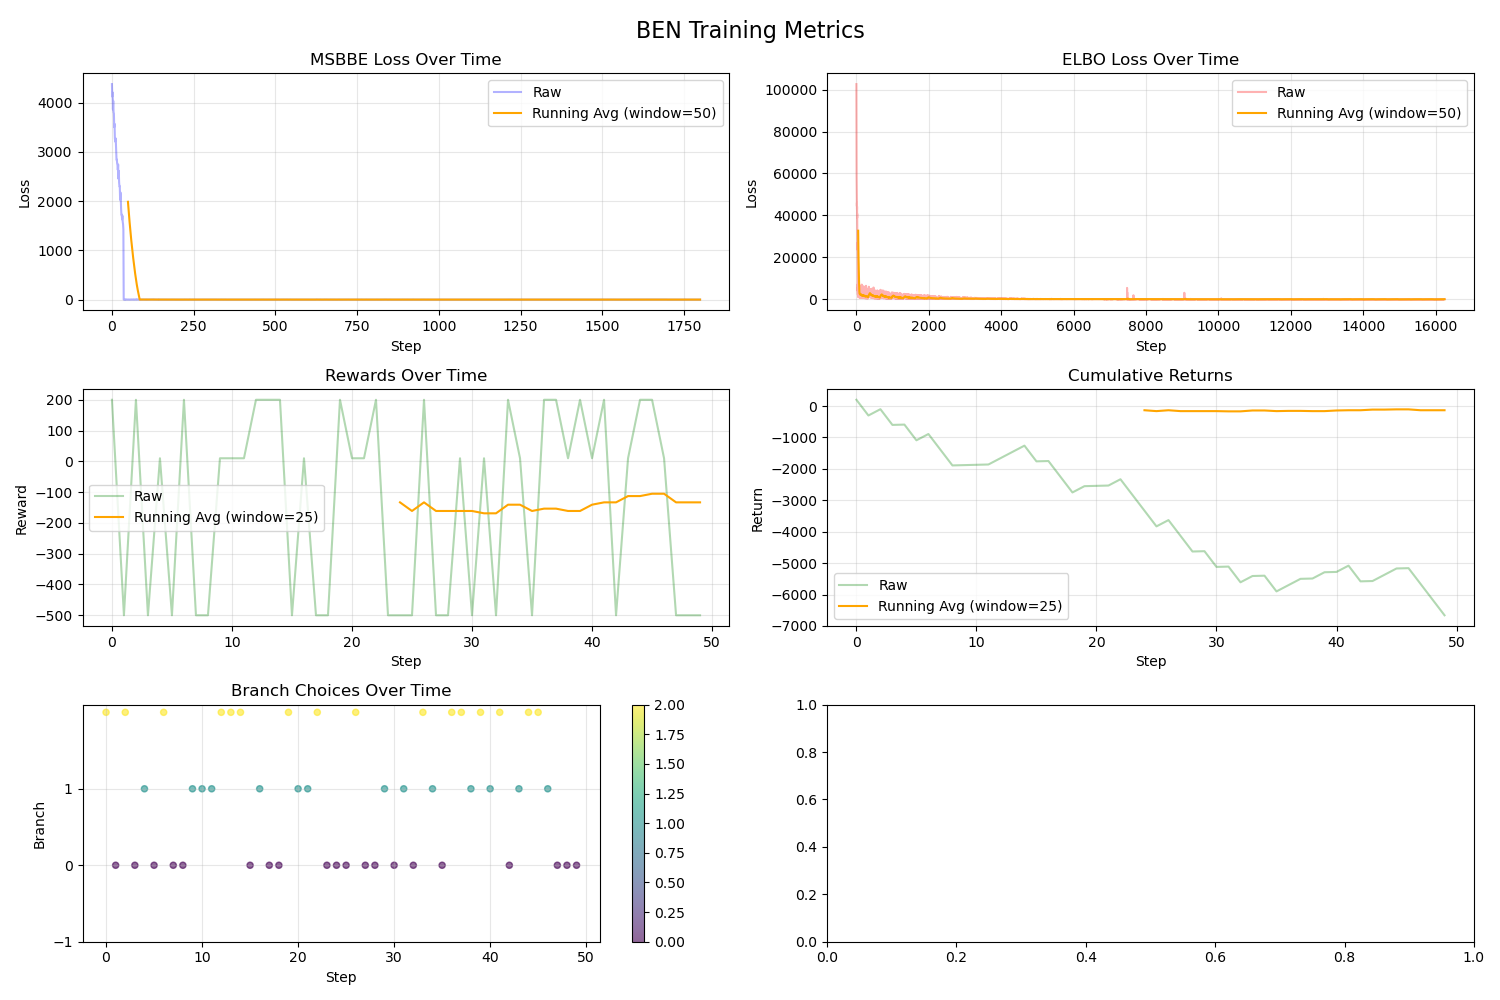 BEN Training Metrics
MSBBE Loss Over Time
4000
3000
2000
1000
0
Loss
Raw
Running Avg (window=50)
0 250 500 750 1000 1250 1500 1750
Step
ELBO Loss Over Time
100000
80000
60000
40000
20000
0
Loss
Raw
Running Avg (window=50)
0 2000 4000 6000 8000 10000 12000 14000 16000
Step
Rewards Over Time
200
100
0
−100
−200
−300
−400
−500
Reward
Raw
Running Avg (window=25)
0 10 20 30 40 50
Step
Cumulative Returns
0
−1000
−2000
−3000
−4000
−5000
−6000
−7000
Return
Raw
Running Avg (window=25)
0 10 20 30 40 50
Step
Branch Choices Over Time
1
0
−1
Branch
0 10 20 30 40 50
Step
2.00
1.75
1.50
1.25
1.00
0.75
0.50
0.25
0.00
1.0
0.8
0.6
0.4
0.2
0.0
0.0 0.2 0.4 0.6 0.8 1.0